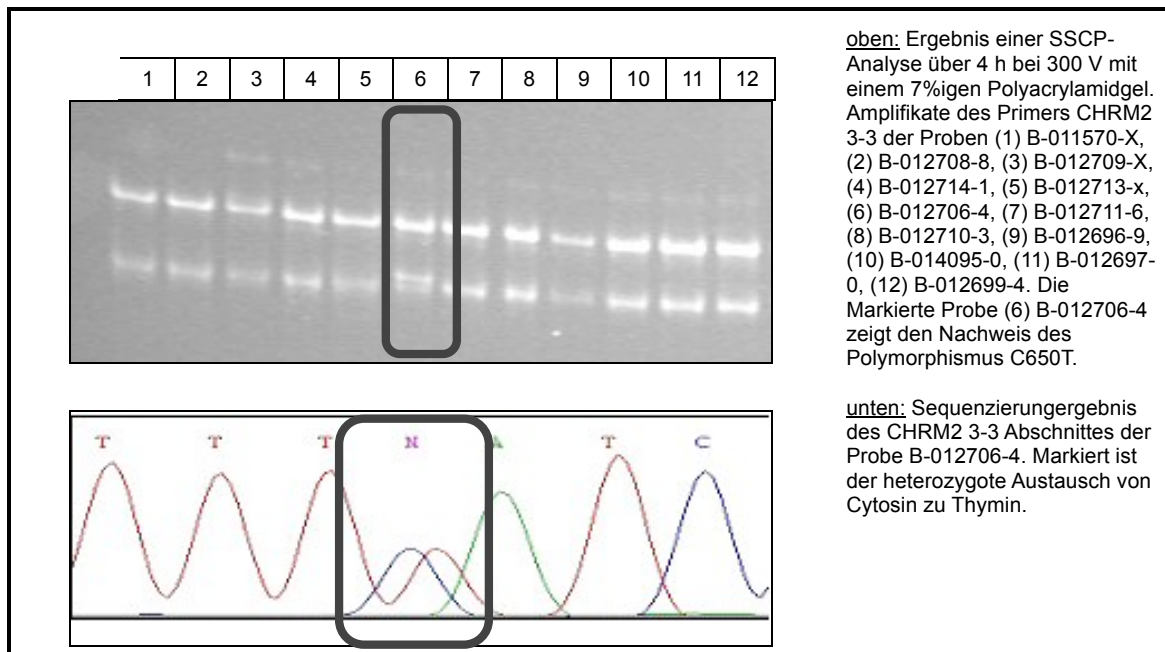 1 2 3 4 5 6 7 8 9 10 11 12
oben: Ergebnis einer SSCP-
Analyse über 4 h bei 300 V mit
einem 7%igen Polyacrylamidgel.
Amplifikate des Primers CHRM2
3-3 der Proben (1) B-011570-X,
(2) B-012708-8, (3) B-012709-X,
(4) B-012714-1, (5) B-012713-x,
(6) B-012706-4, (7) B-012711-6,
(8) B-012710-3, (9) B-012696-9,
(10) B-014095-0, (11) B-012697-
0, (12) B-012699-4. Die
Markierte Probe (6) B-012706-4
zeigt den Nachweis des
Polymorphismus C650T.
T T T N A T C
unten: Sequenzierungergebnis
des CHRM2 3-3 Abschnittes der
Probe B-012706-4. Markiert ist
der heterozygote Austausch von
Cytosin zu Thymin.